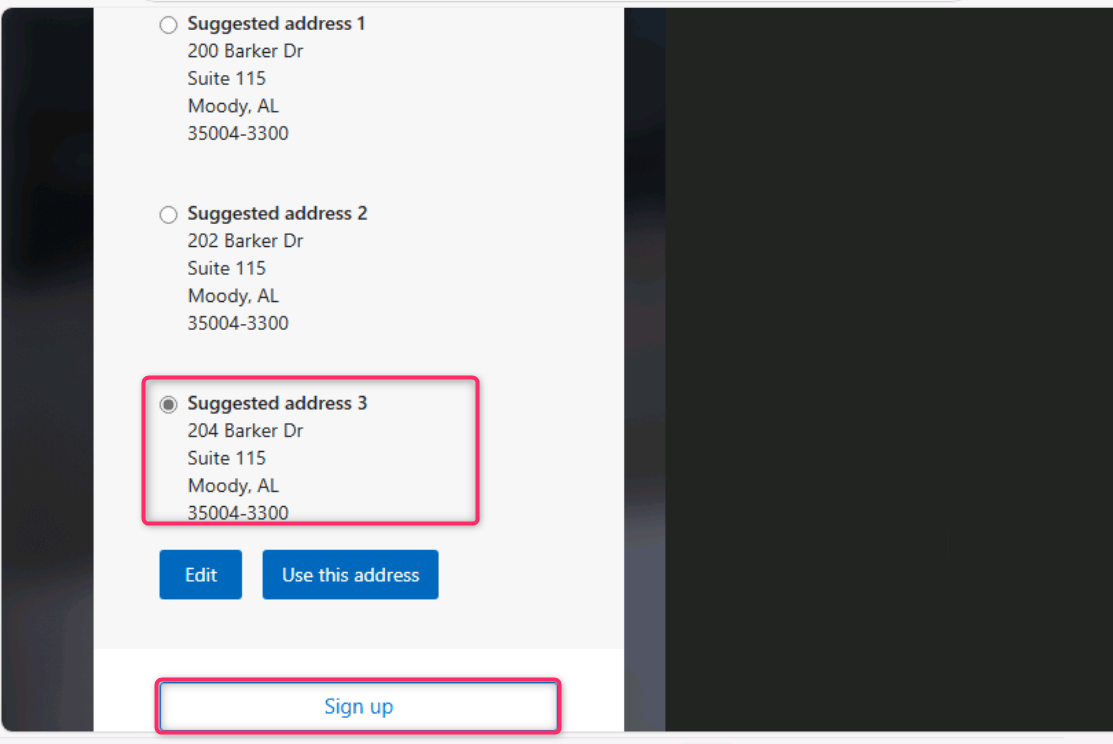 Suggested address 1
200 Barker Dr
Suite 115
Moody, AL
35004-3300
Suggested address 2
202 Barker Dr
Suite 115
Moody, AL
35004-3300
Suggested address 3
204 Barker Dr
Suite 115
Moody, AL
35004-3300
Edit
Use this address
Sign up